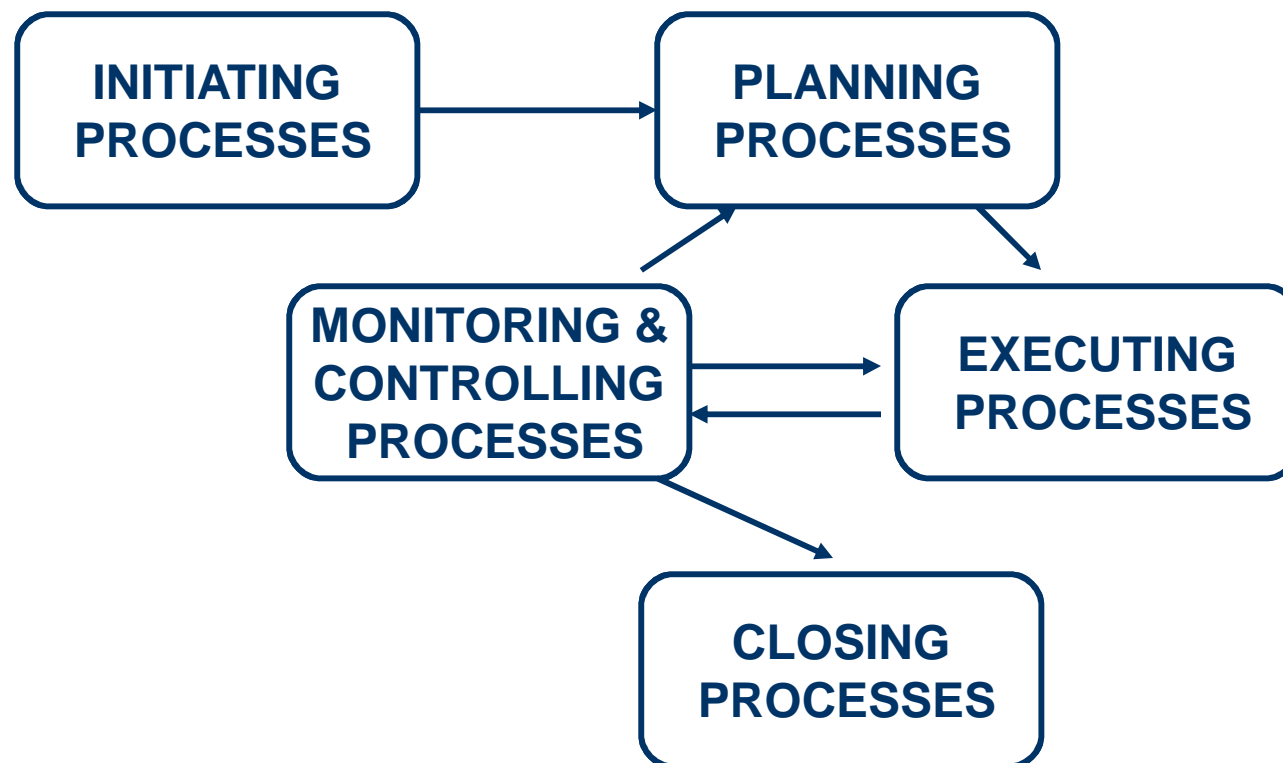 INITIATING
PROCESSES
PLANNING
PROCESSES
MONITORING &
CONTROLLING
PROCESSES
EXECUTING
PROCESSES
CLOSING
PROCESSES